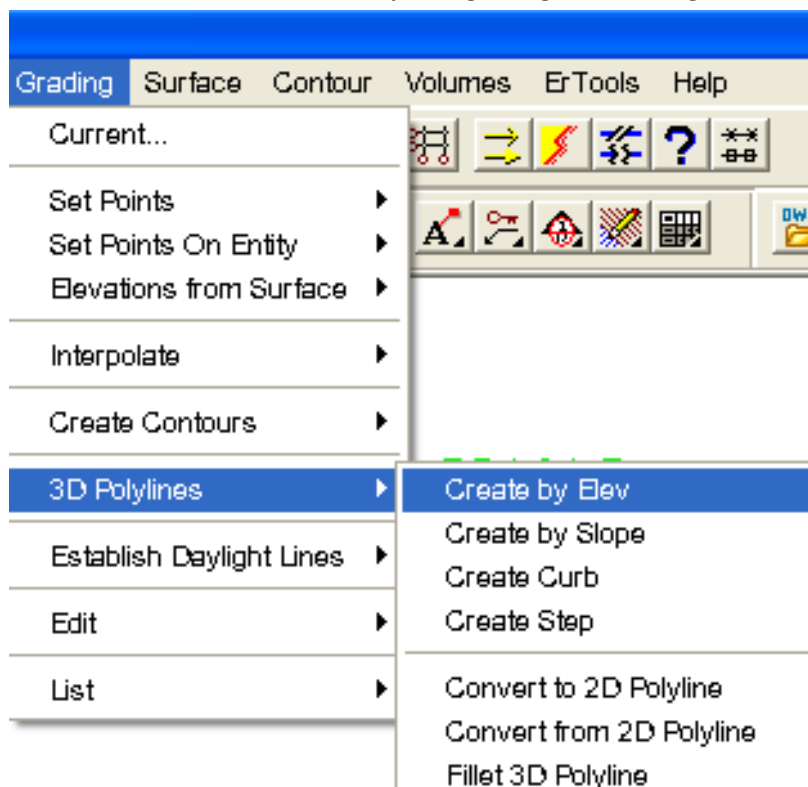 Grading Surface Contour Volumes ErTools Help
Current...
Set Points
Set Points On Entity
Elevations from Surface
Interpolate
Create Contours
3D Polylines
Establish Daylight Lines
Edit
List
Create by Elev
Create by Slope
Create Curb
Create Step
Convert to 2D Polyline
Convert from 2D Polyline
Fillet 3D Polyline